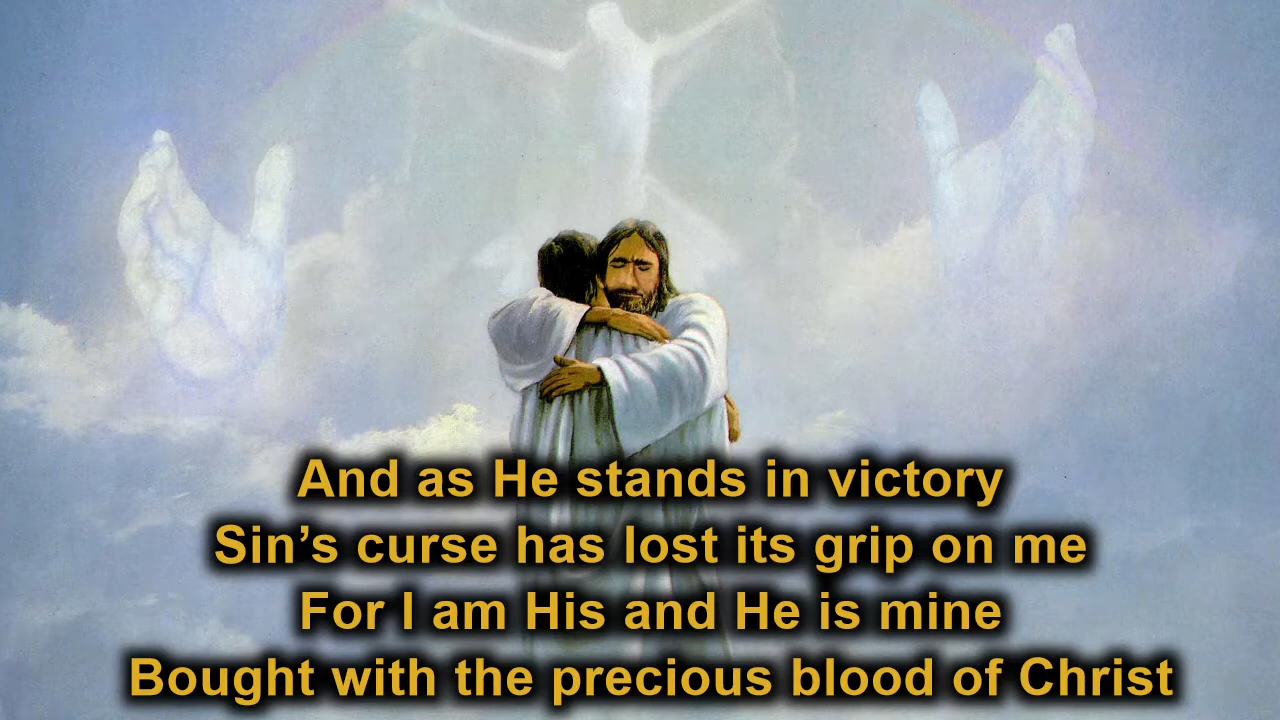 And as He stands in victory
Sin’s curse has lost its grip on me
For I am His and He is mine
Bought with the precious blood of Christ